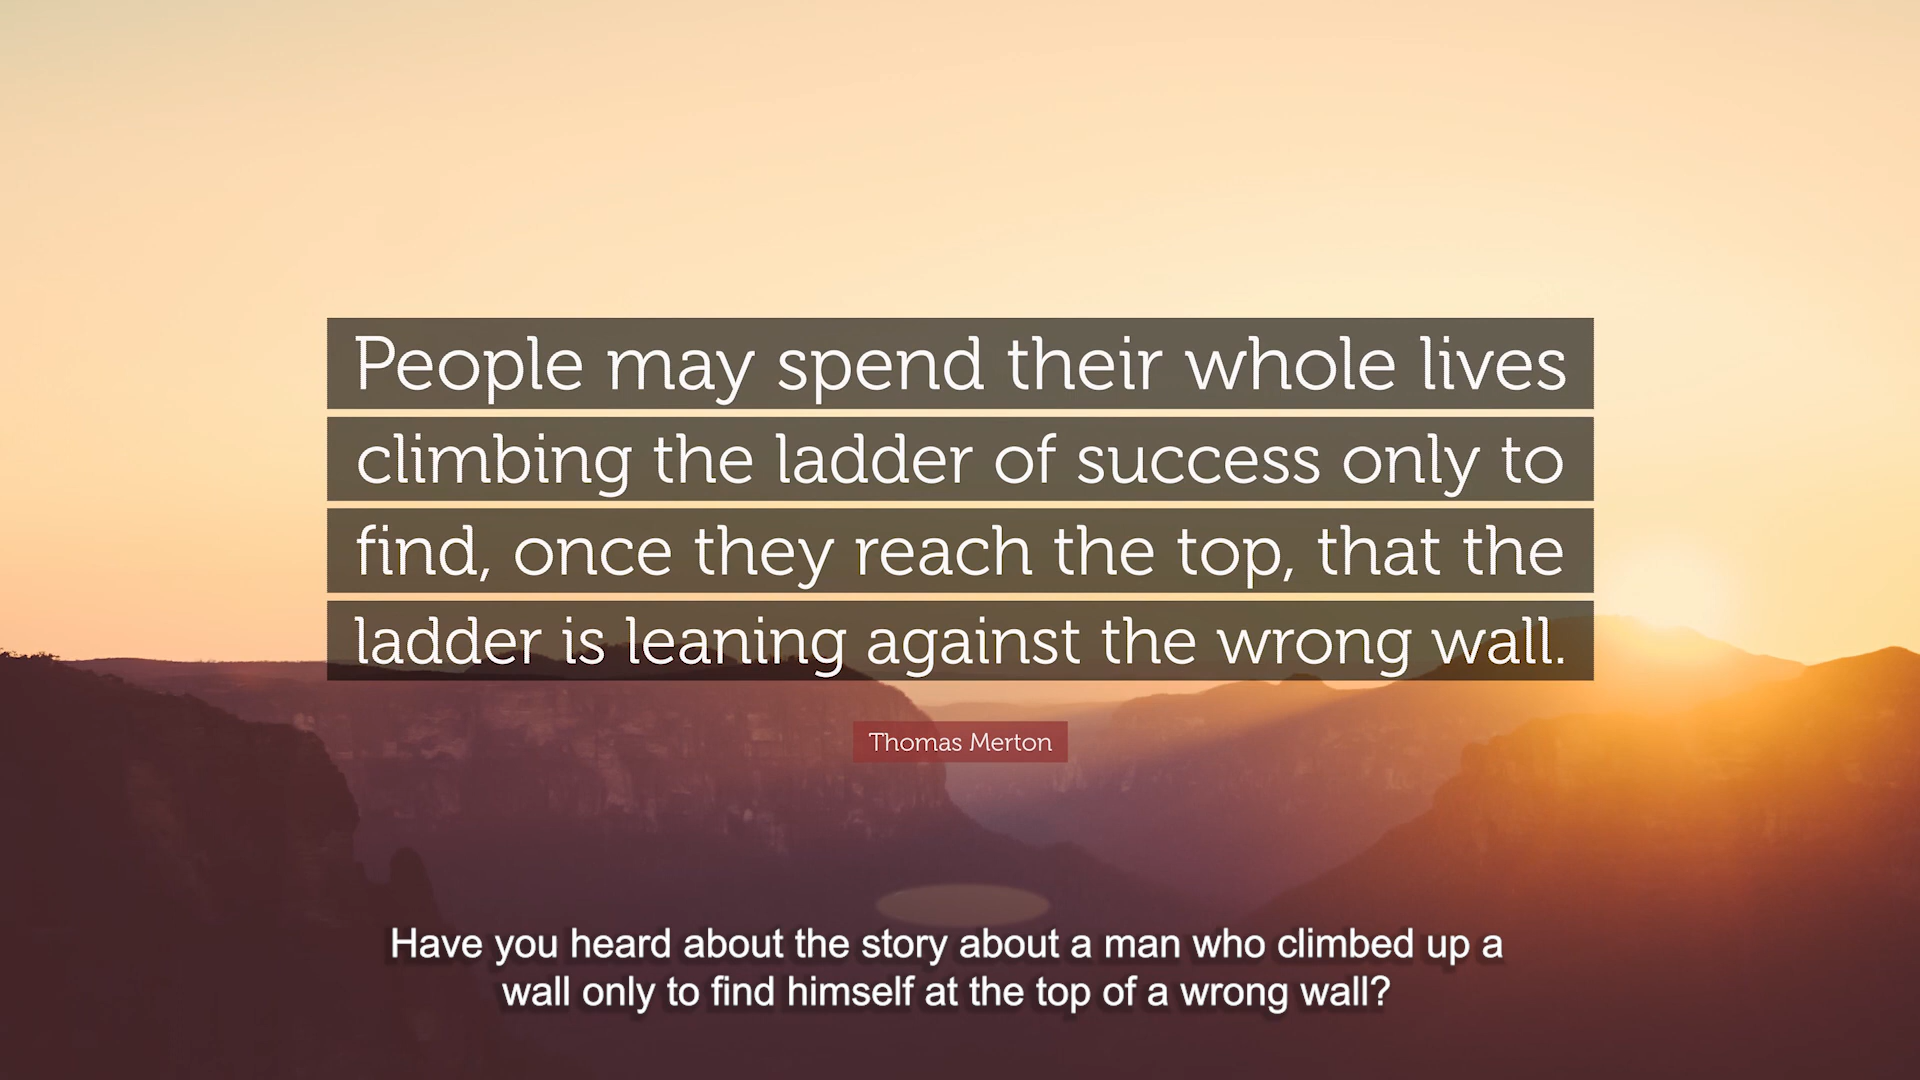 People may spend their whole lives
climbing the ladder of success only to
find, once they reach the top, that the
ladder is leaning against the wrong wall.
Thomas Merton
Have you heard about the story about a man who climbed up a
wall only to find himself at the top of a wrong wall?